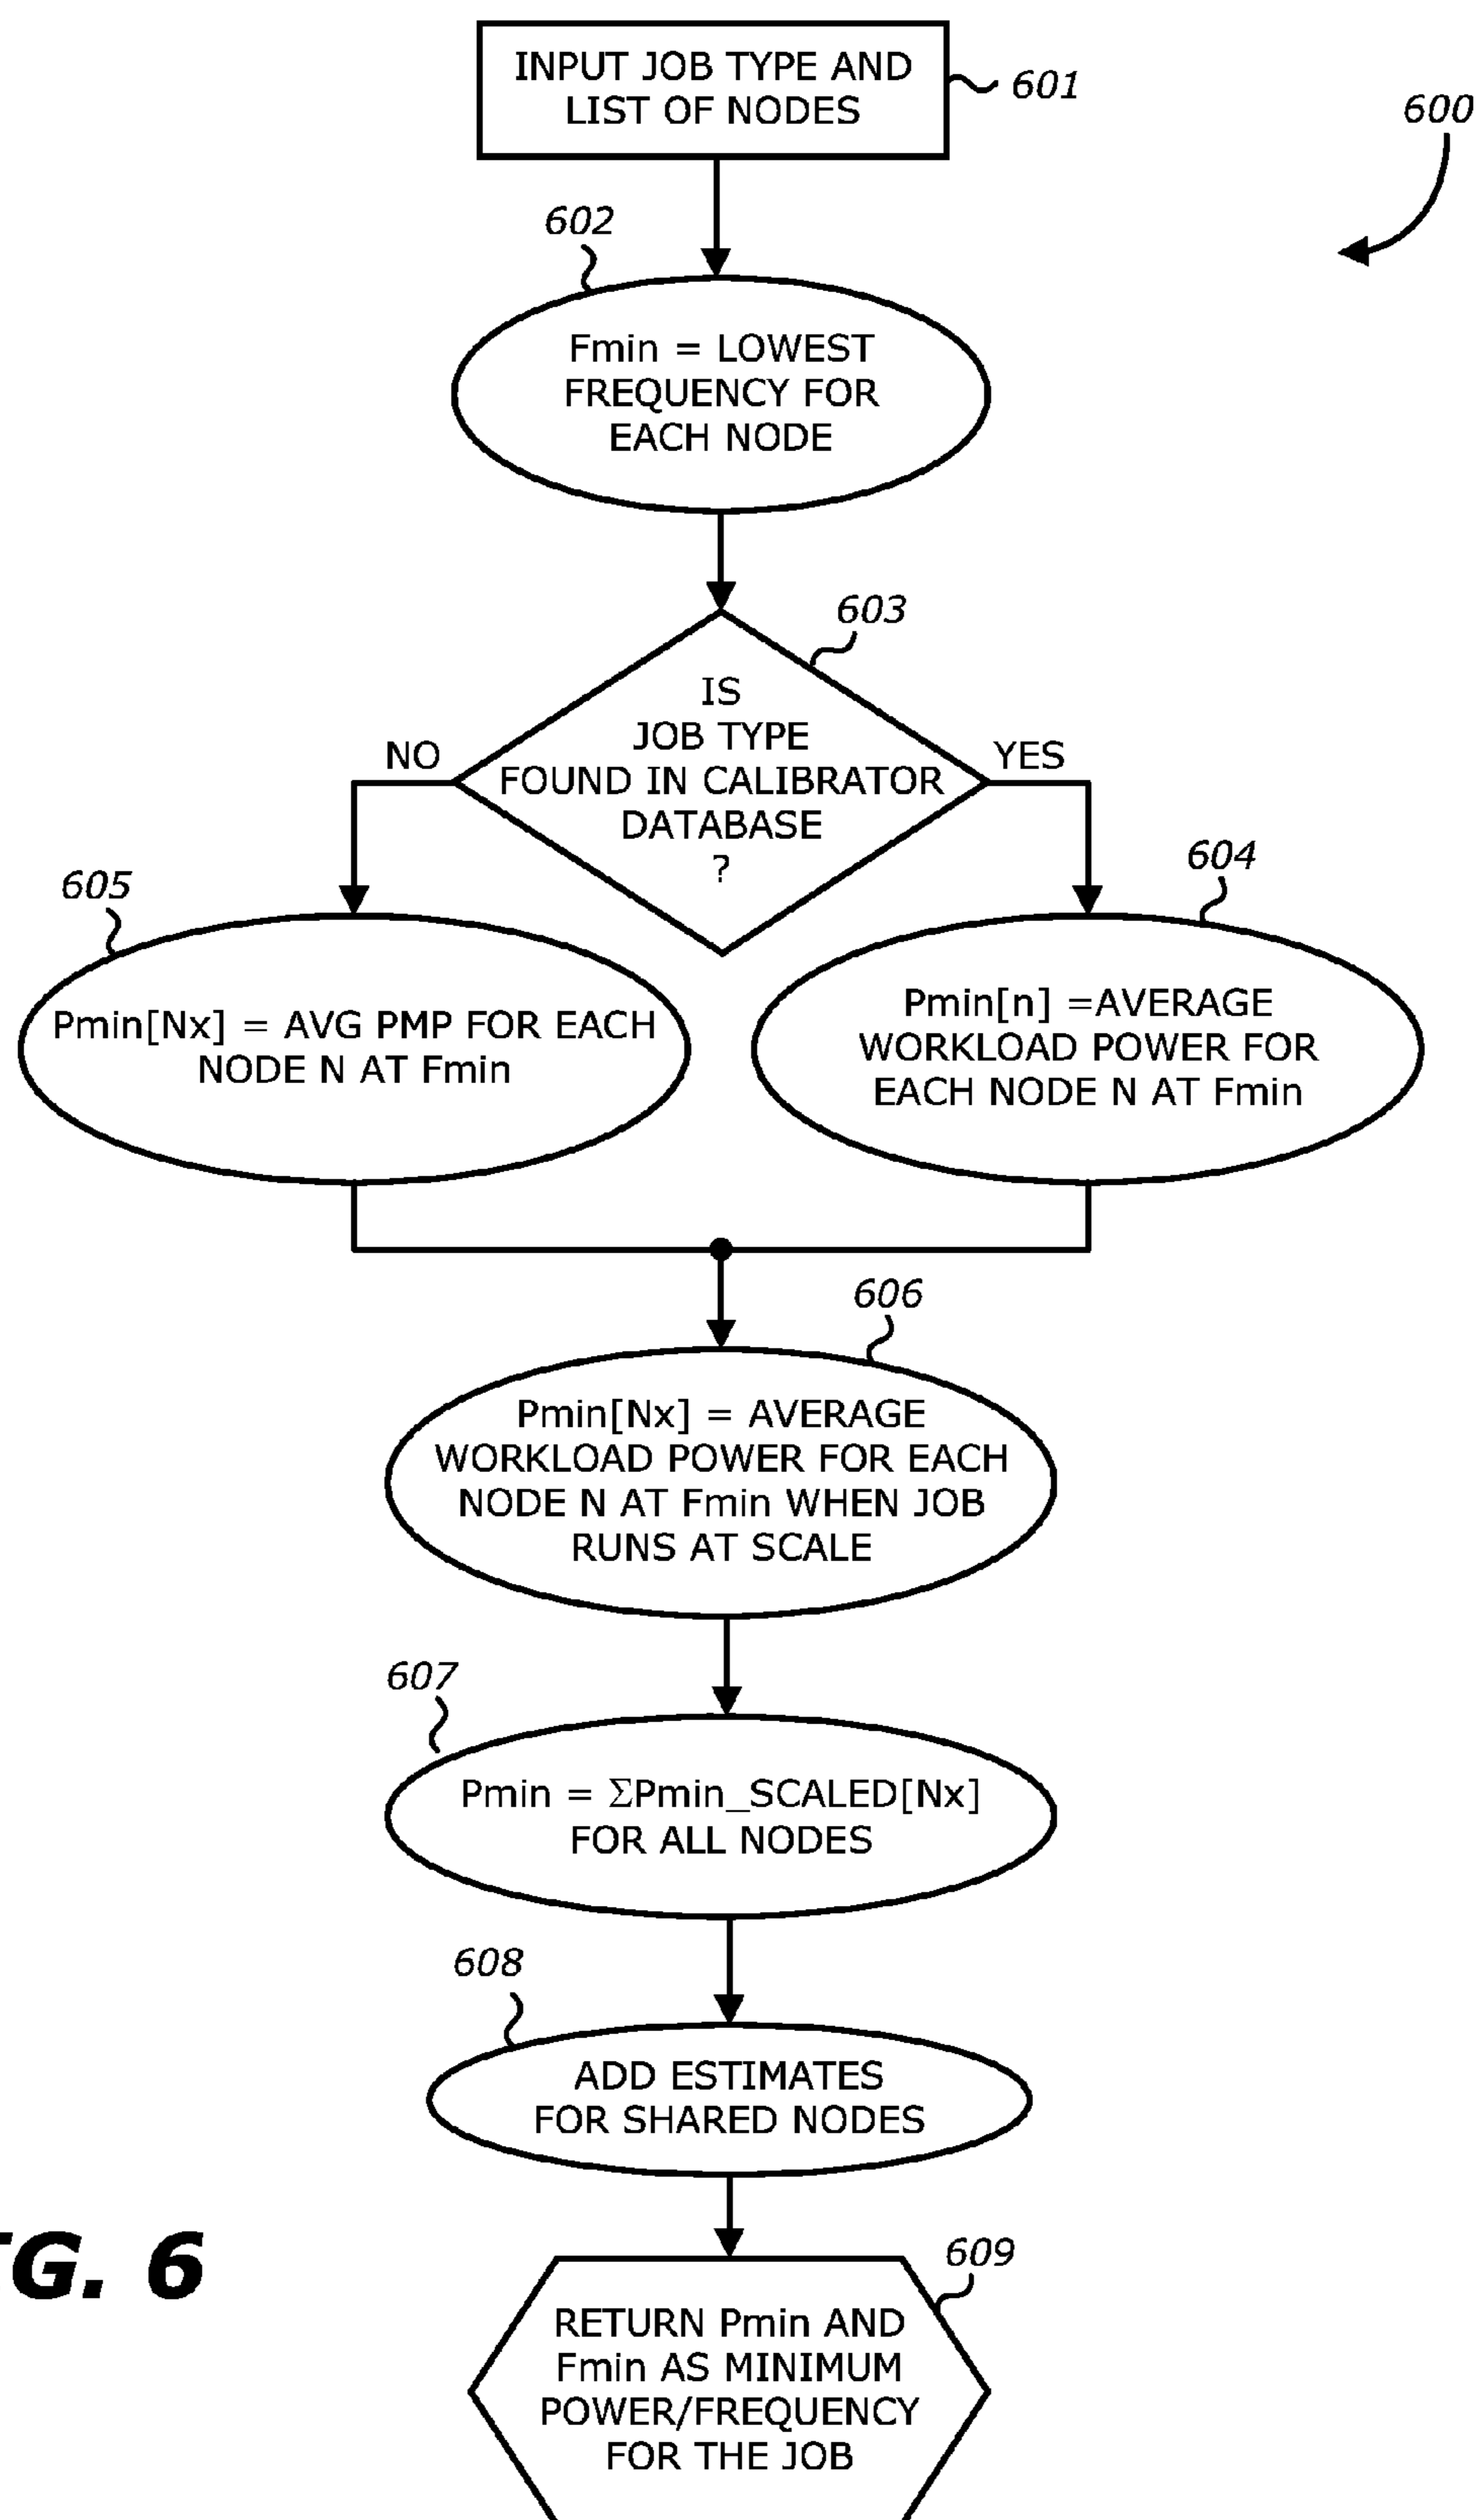 INPUT JOB TYPE AND
LIST OF NODES
601
600
602
Fmin = LOWEST
FREQUENCY FOR
EACH NODE
603
IS
JOB TYPE
FOUND IN CALIBRATOR
DATABASE
?
NO
YES
605
Pmin[Nx] = AVG PMP FOR EACH
NODE N AT Fmin
604
Pmin[n] =AVERAGE
WORKLOAD POWER FOR
EACH NODE N AT Fmin
606
Pmin[Nx] = AVERAGE
WORKLOAD POWER FOR EACH
NODE N AT Fmin WHEN JOB
RUNS AT SCALE
607
Pmin = ΣPmin_SCALED[Nx]
FOR ALL NODES
608
ADD ESTIMATES
FOR SHARED NODES
609
RETURN Pmin AND
Fmin AS MINIMUM
POWER/FREQUENCY
FOR THE JOB
G. 6